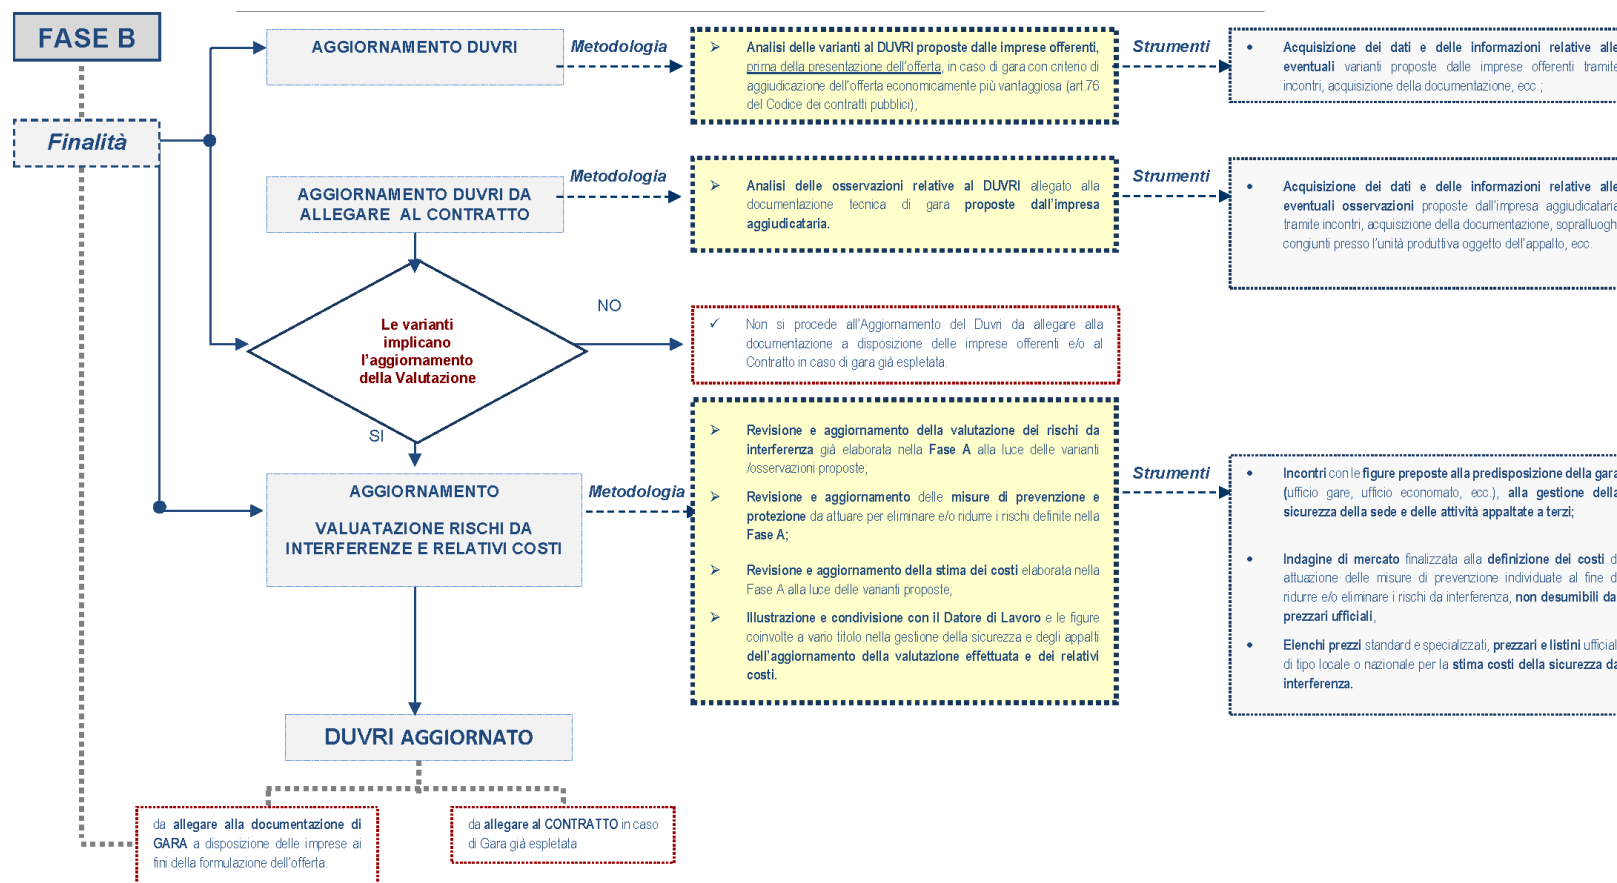 FASE B
Finalità
AGGIORNAMENTO DUVRI
Metodologia
➢ Analisi delle varianti al DUVRI proposte dalle imprese offerenti,
prima della presentazione dell'offerta, in caso di gara con criterio di
aggiudicazione dell'offerta economicamente più vantaggiosa (art.76
del Codice dei contratti pubblici);
Strumenti
• Acquisizione dei dati e delle informazioni relative alle
eventuali varianti proposte dalle imprese offerenti tramite
incontri, acquisizione della documentazione, ecc.;
AGGIORNAMENTO DUVRI DA
ALLEGARE AL CONTRATTO
Metodologia
➢ Analisi delle osservazioni relative al DUVRI allegato alla
documentazione tecnica di gara proposte dall'impresa
aggiudicataria.
Strumenti
• Acquisizione dei dati e delle informazioni relative alle
eventuali osservazioni proposte dall'impresa aggiudicataria
tramite incontri, acquisizione della documentazione, sopralluogh
congiunti presso l'unità produttiva oggetto dell'appalto, ecc.
Le varianti
implicano
l'aggiornamento
della Valutazione
NO
✓ Non si procede all'Aggiornamento del Duvri da allegare alla
documentazione a disposizione delle imprese offerenti e/o al
Contratto in caso di gara già espletata.
SI
AGGIORNAMENTO
VALUATAZIONE RISCHI DA
INTERFERENZE E RELATIVI COSTI
Metodologia
➢ Revisione e aggiornamento della valutazione dei rischi da
interferenza già elaborata nella Fase A alla luce delle varianti
/osservazioni proposte;
➢ Revisione e aggiornamento delle misure di prevenzione e
protezione da attuare per eliminare e/o ridurre i rischi definite nella
Fase A;
➢ Revisione e aggiornamento della stima dei costi elaborata nella
Fase A alla luce delle varianti proposte;
➢ Illustrazione e condivisione con il Datore di Lavoro e le figure
coinvolte a vario titolo nella gestione della sicurezza e degli appalti
dell'aggiornamento della valutazione effettuata e dei relativi
costi.
Strumenti
• Incontri con le figure preposte alla predisposizione della gara
(ufficio gare, ufficio economato, ecc.), alla gestione della
sicurezza della sede e delle attività appaltate a terzi;
• Indagine di mercato finalizzata alla definizione dei costi d
attuazione delle misure di prevenzione individuate al fine d
ridurre e/o eliminare i rischi da interferenza, non desumibili da
prezzari ufficiali,
• Elenchi prezzi standard e specializzati, prezzari e listini ufficial
di tipo locale o nazionale per la stima costi della sicurezza da
interferenza.
DUVRI AGGIORNATO
da allegare alla documentazione di
GARA a disposizione delle imprese ai
fini della formulazione dell'offerta.
da allegare al CONTRATTO in caso
di Gara già espletata